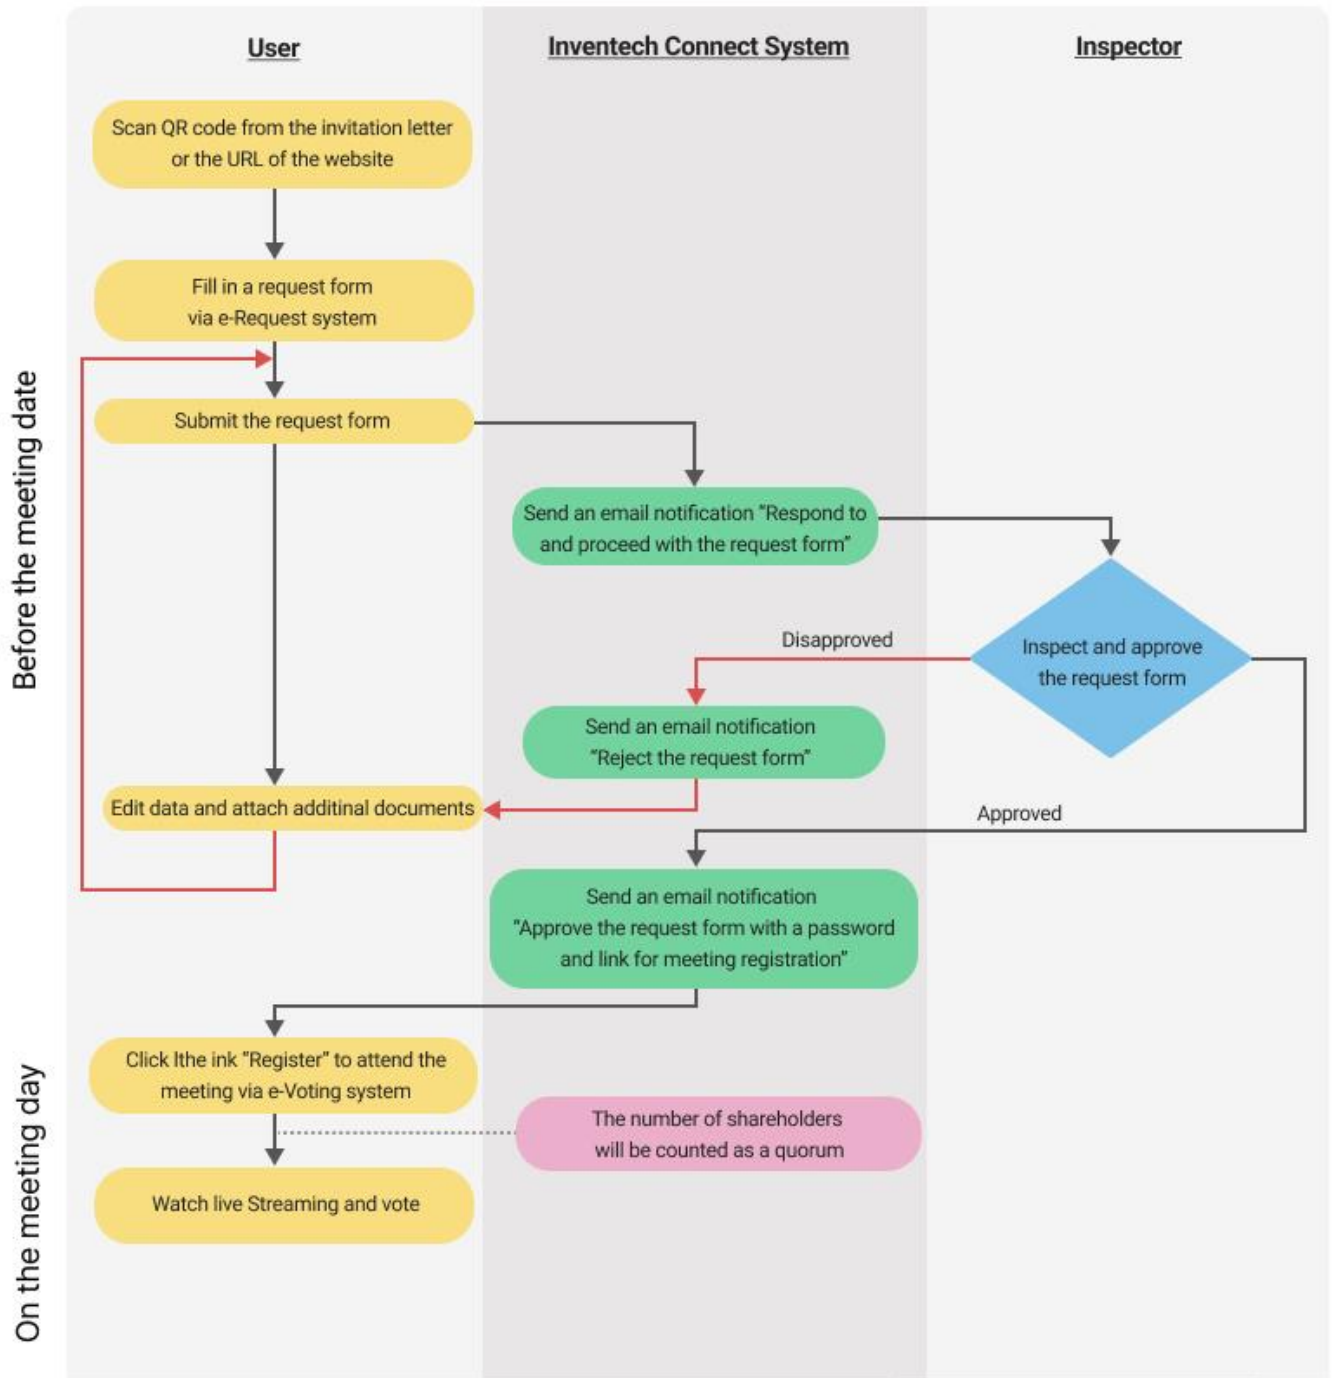 User
Inventech Connect System
Inspector
Before the meeting date
Scan QR code from the invitation letter
or the URL of the website
Fill in a request form
via e-Request system
Submit the request form
Send an email notification “Respond to
and proceed with the request form”
Inspect and approve
the request form
Disapproved
Send an email notification
“Reject the request form”
Edit data and attach additinal documents
Approved
Send an email notification
“Approve the request form with a password
and link for meeting registration”
On the meeting day
Click lthe ink “Register” to attend the
meeting via e-Voting system
The number of shareholders
will be counted as a quorum
Watch live Streaming and vote